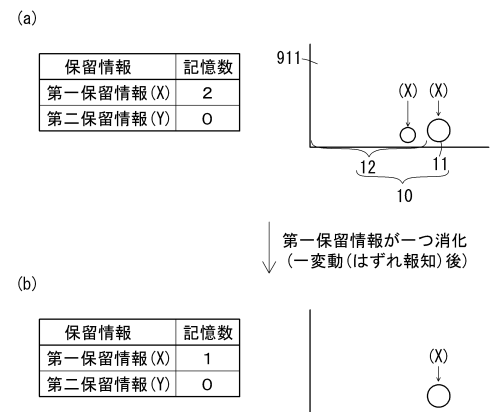 (a)
保留情報 記憶数
第一保留情報(X) 2
第二保留情報(Y) 0
911
(X) (X)
12 11
10
第一保留情報が一つ消化
(一変動(はずれ報知)後)
(b)
保留情報 記憶数
第一保留情報(X) 1
第二保留情報(Y) 0
(X)